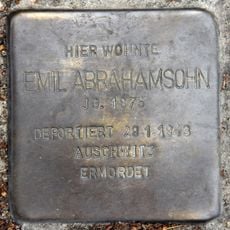 HIER WOHNTE
EMIL ABRAHAMSOHN
JG. 1875
DEPORTIERT 29.1.1943
AUSCHWITZ
ERMORDET